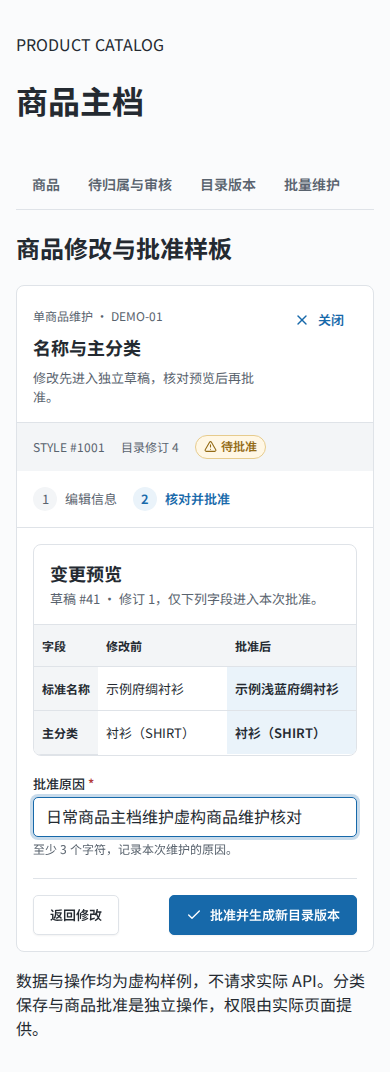 PRODUCT CATALOG
商品主档
商品 待归属与审核 目录版本 批量维护
商品修改与批准样板
单商品维护 • DEMO-01
关闭
名称与主分类
修改先进入独立草稿，核对预览后再批
准。
STYLE #1001 目录修订 4 待批准
1 编辑信息 2 核对并批准
变更预览
草稿 #41 • 修订 1，仅下列字段进入本次批准。
字段 修改前 批准后
标准名称 示例府绸衬衫 示例浅蓝府绸衬衫
主分类 衬衫（SHIRT） 衬衫（SHIRT）
批准原因 *
日常商品主档维护虚构商品维护核对
至少 3 个字符，记录本次维护的原因。
返回修改 批准并生成新目录版本
数据与操作均为虚构样例，不请求实际 API。分类
保存与商品批准是独立操作，权限由实际页面提
供。